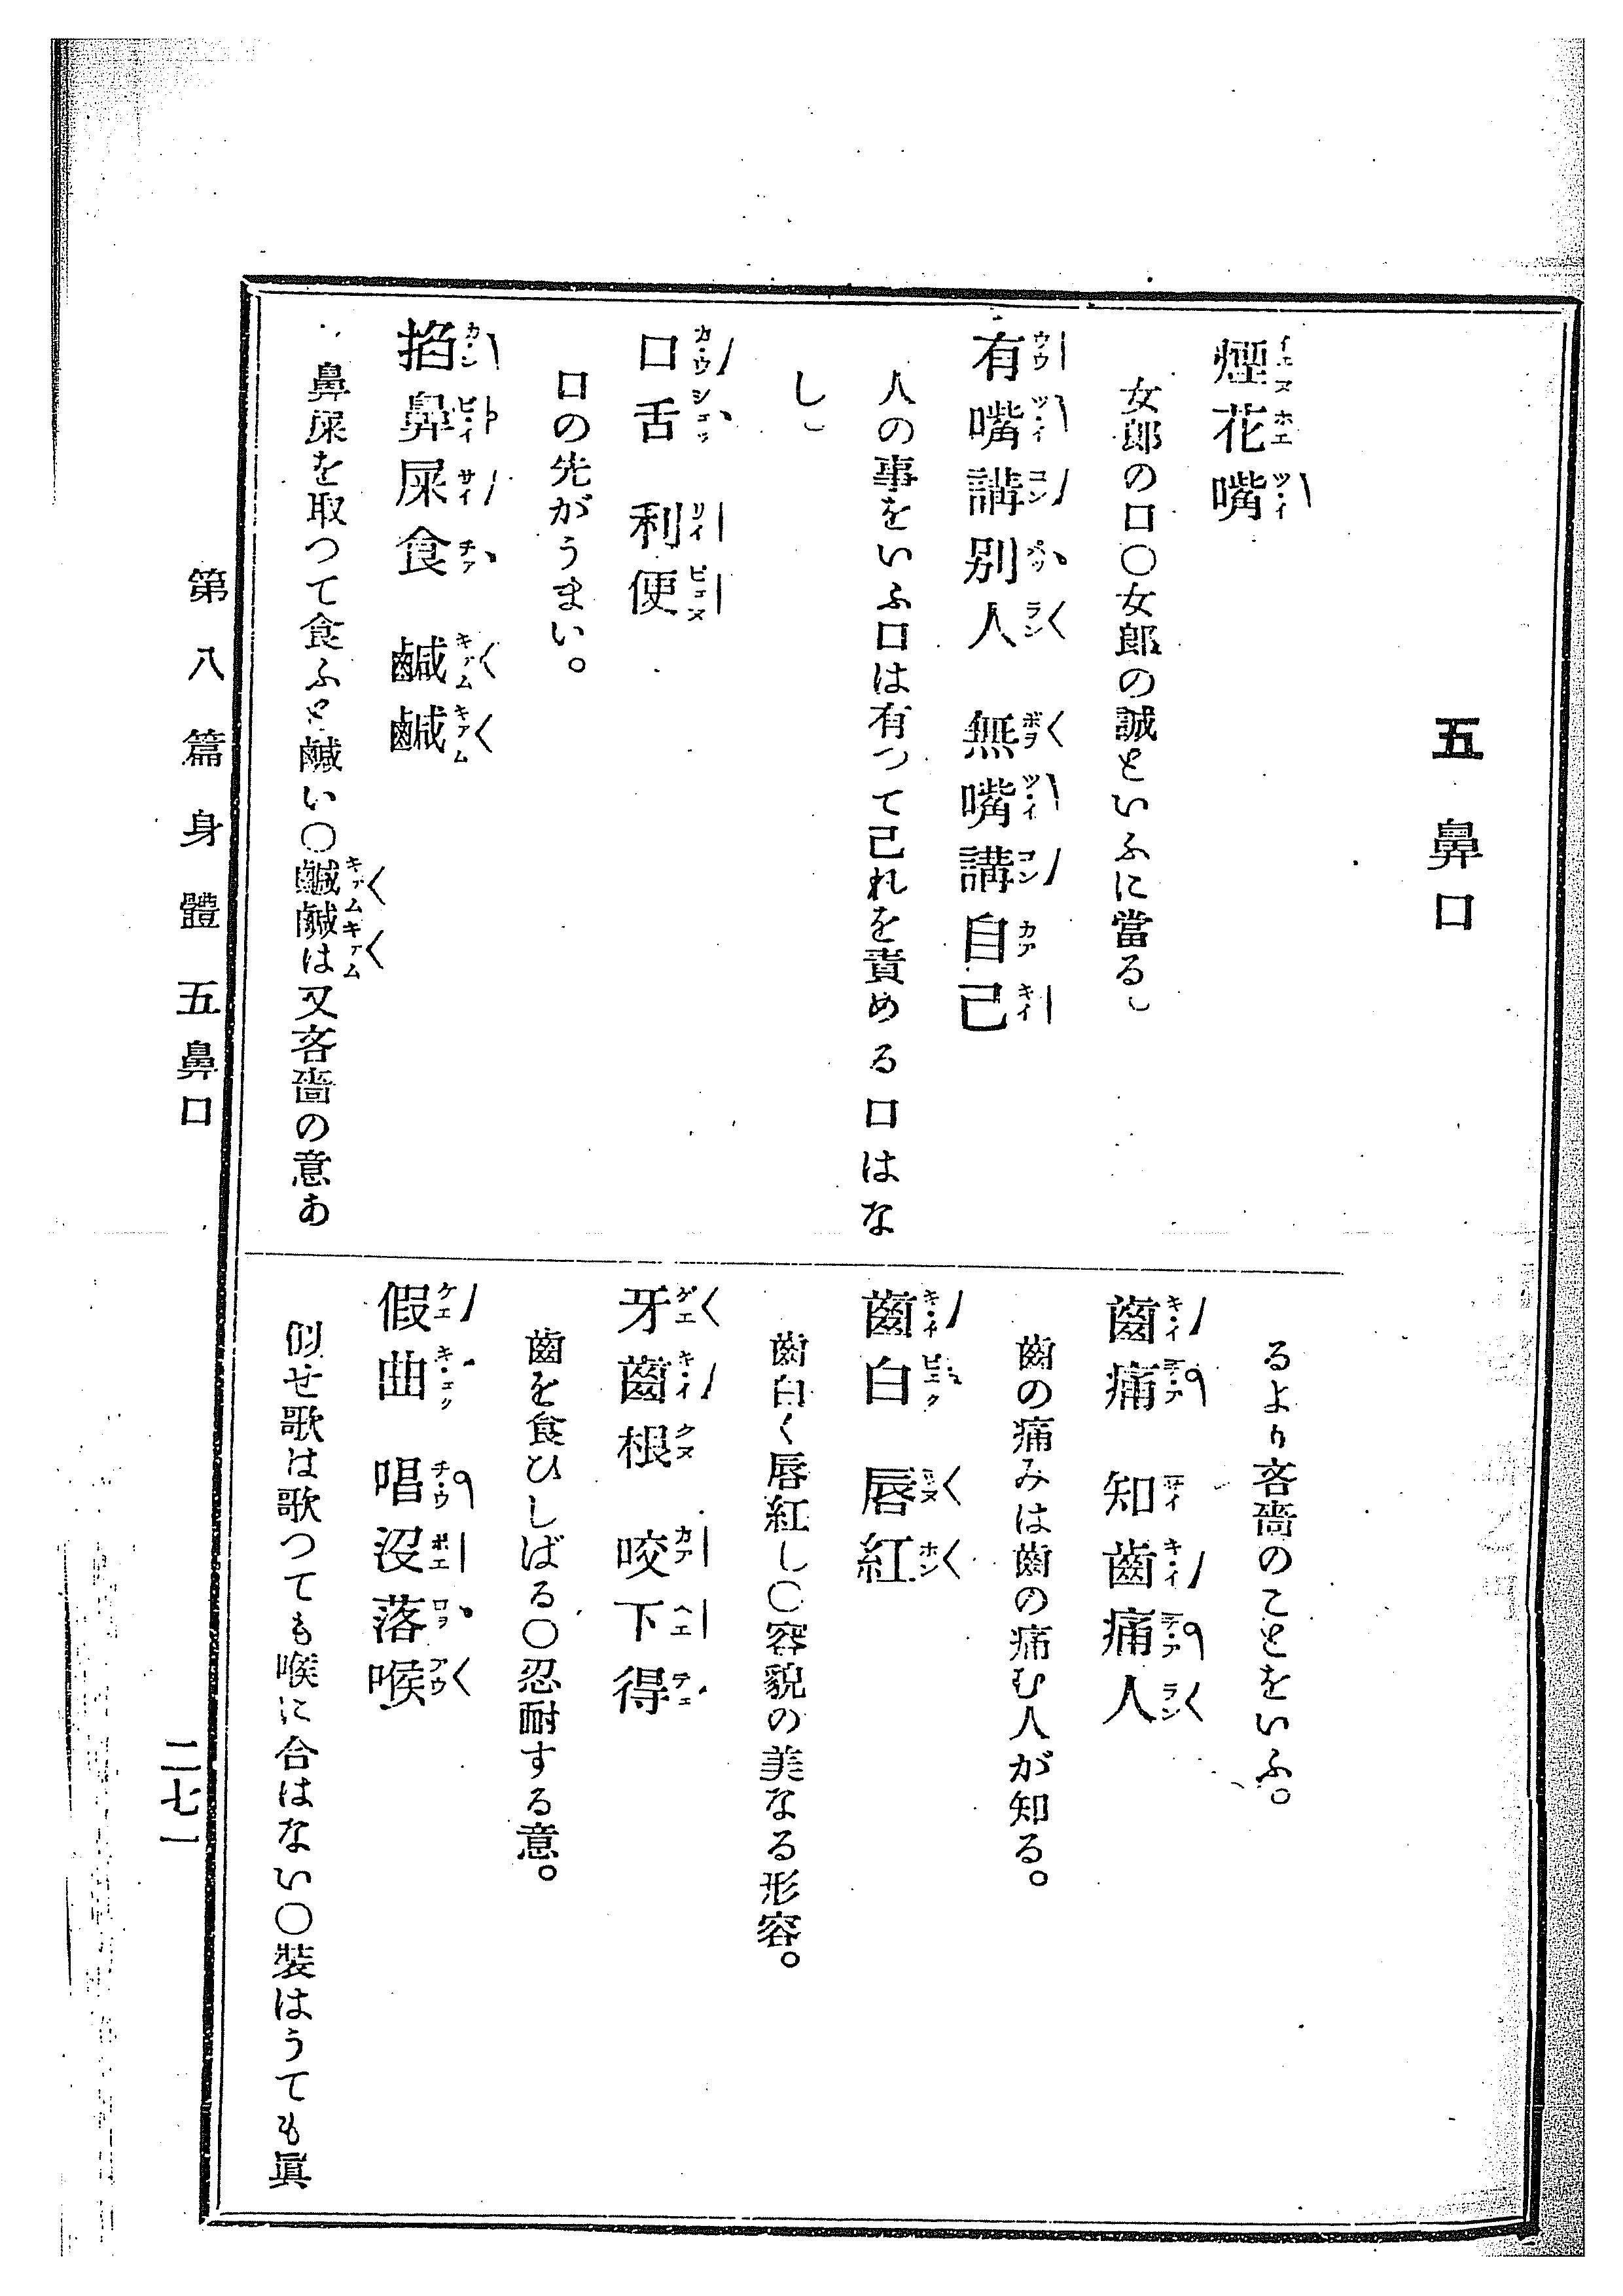 五 鼻口
煙花嘴
女郎の口〇女郎の誠といふに當る。
有嘴講別人 無嘴講自己
人の事をいふ口は有つて己れを責める口はな
し。
口舌 利便
口の先がうまい。
掐鼻屎食 鹹鹹
鼻屎を取つて食ふと鹹い〇鹹鹹は又吝嗇の意あ
るより吝嗇のことをいふ。
齒痛 知齒痛人
齒の痛みは齒の痛む人が知る。
齒白 唇紅
齒白く唇紅し〇容貌の美なる形容。
牙齒根 咬下得
齒を食ひしばる〇忍耐する意。
假曲 唱沒落喉
似せ歌は歌つても喉に合はない〇裝はうても眞
第八篇 身體 五 鼻口
二七一